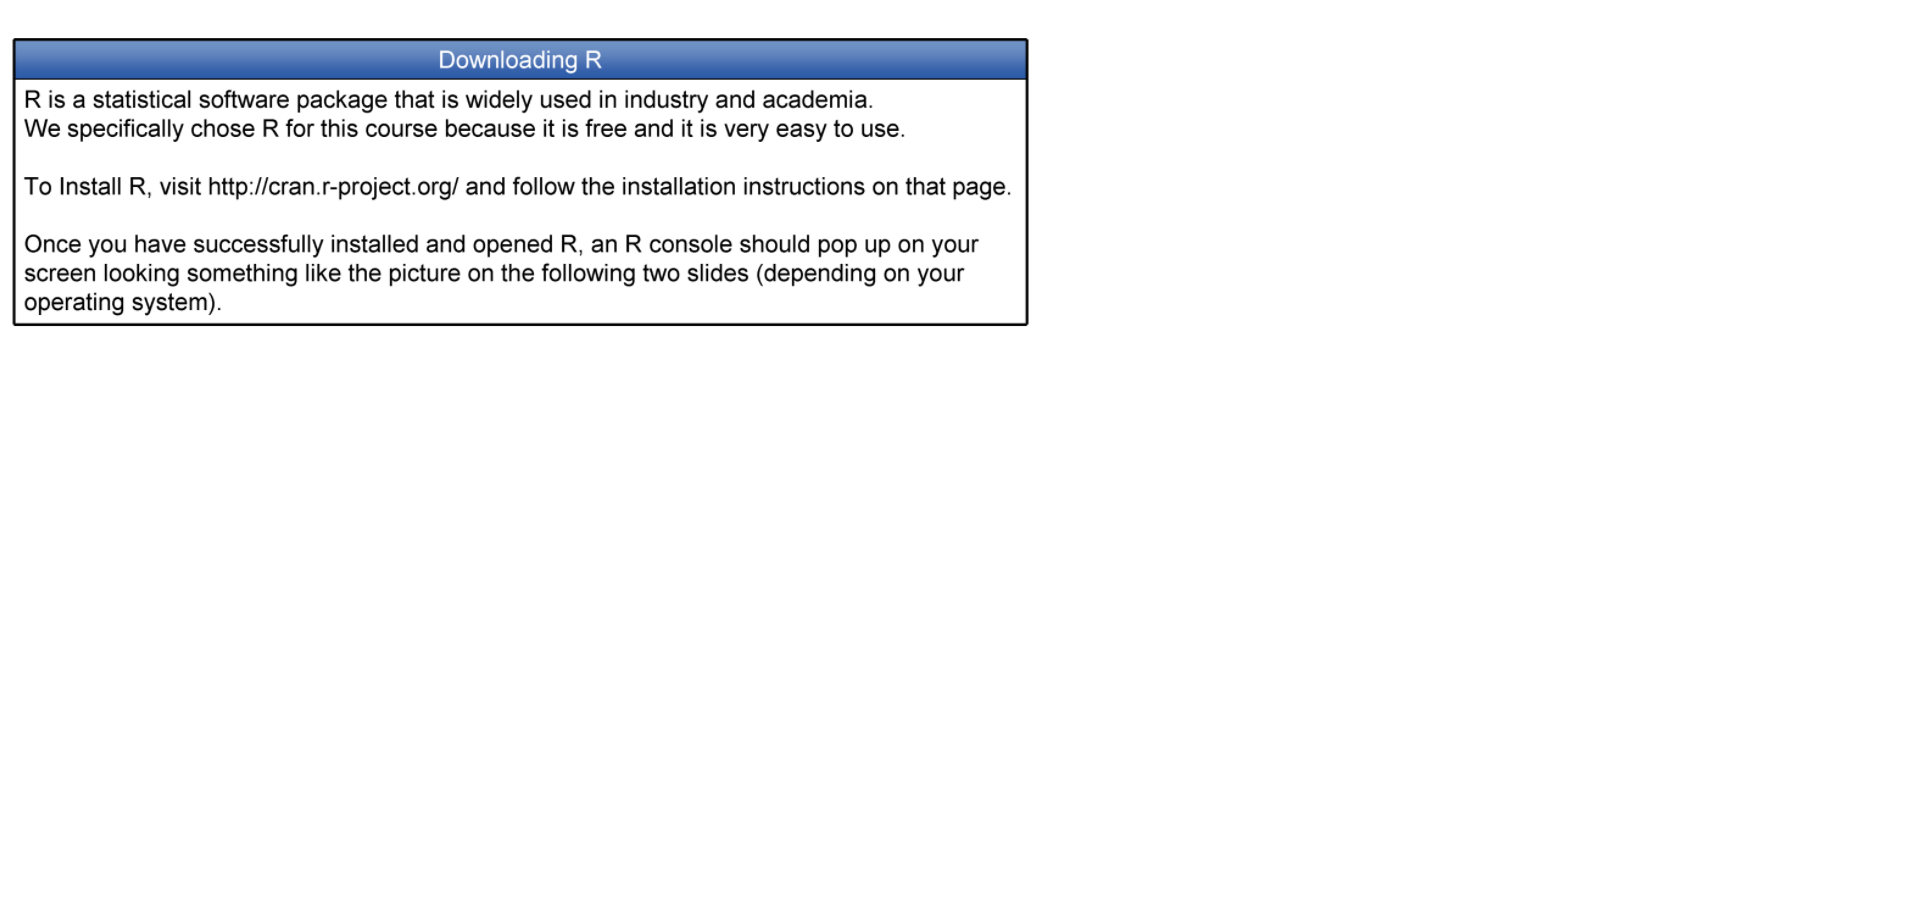 Downloading R
R is a statistical software package that is widely used in industry and academia.
We specifically chose R for this course because it is free and it is very easy to use.
To Install R, visit http://cran.r-project.org/ and follow the installation instructions on that page.
Once you have successfully installed and opened R, an R console should pop up on your
screen looking something like the picture on the following two slides (depending on your
operating system).